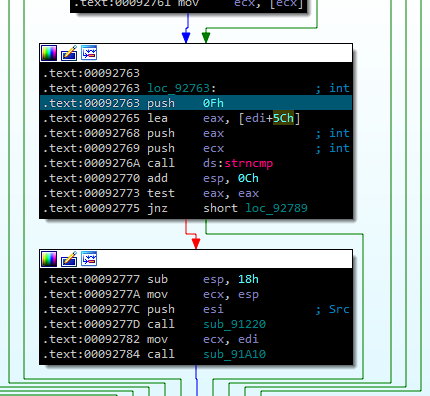 .text:00092761 mov ecx, [ecx]
.text:00092763
.text:00092763 loc_92763: ; int
.text:00092763 push 0Fh
.text:00092765 lea eax, [edi+5Ch]
.text:00092768 push eax ; int
.text:00092769 push ecx ; int
.text:0009276A call ds:strncmp
.text:00092770 add esp, 0Ch
.text:00092773 test eax, eax
.text:00092775 jnz short loc_92789
.text:00092777 sub esp, 18h
.text:0009277A mov ecx, esp
.text:0009277C push esi ; Src
.text:0009277D call sub_91220
.text:00092782 mov ecx, edi
.text:00092784 call sub_91A10